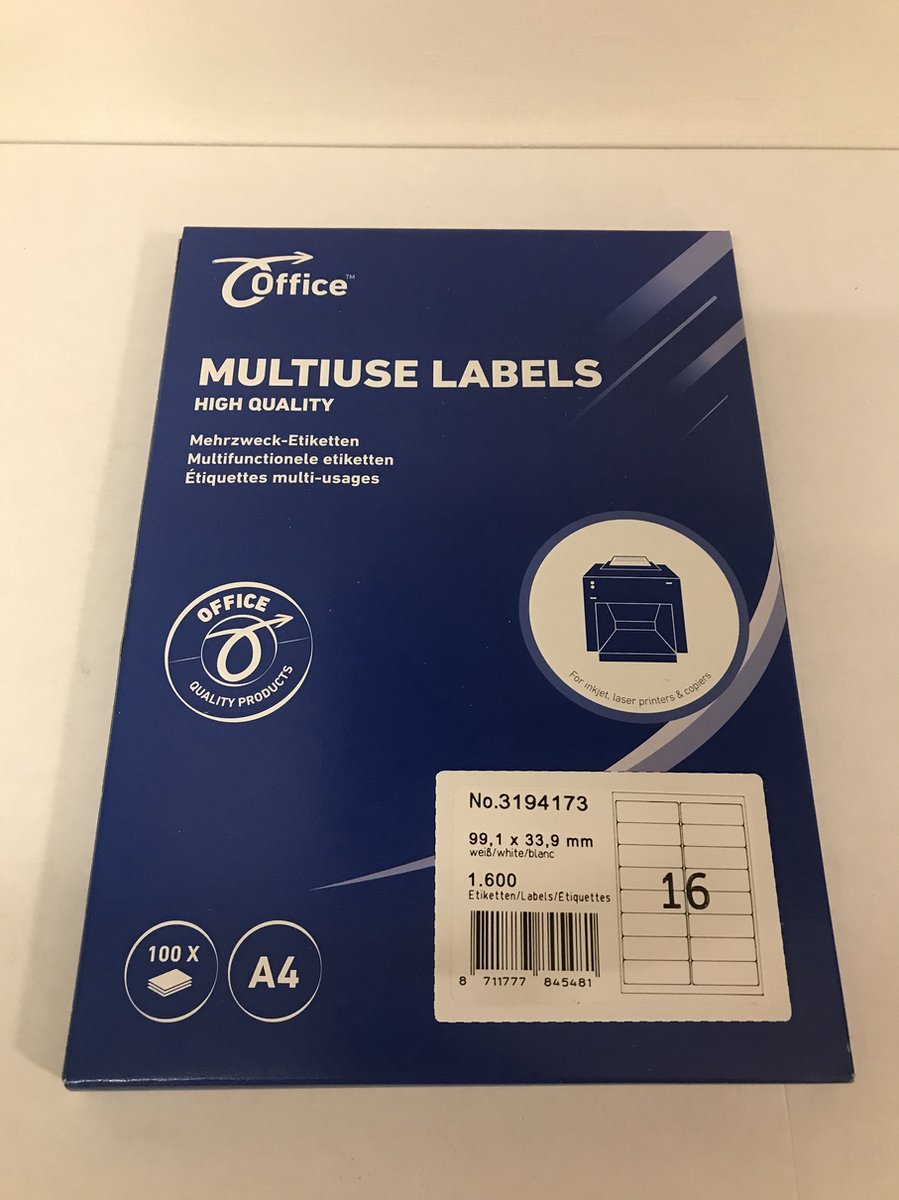 Office™
MULTIUSE LABELS
HIGH QUALITY
Mehrzweck-Etiketten
Multifunctionele etiketten
Étiquettes multi-usages
OFFICE
QUALITY PRODUCTS
For inkjet, laser printers & copiers
No.3194173
99,1 x 33,9 mm
weiß/white/blanc
1.600
Etiketten/Labels/Étiquettes
16
8 711777 845481
100 X
A4